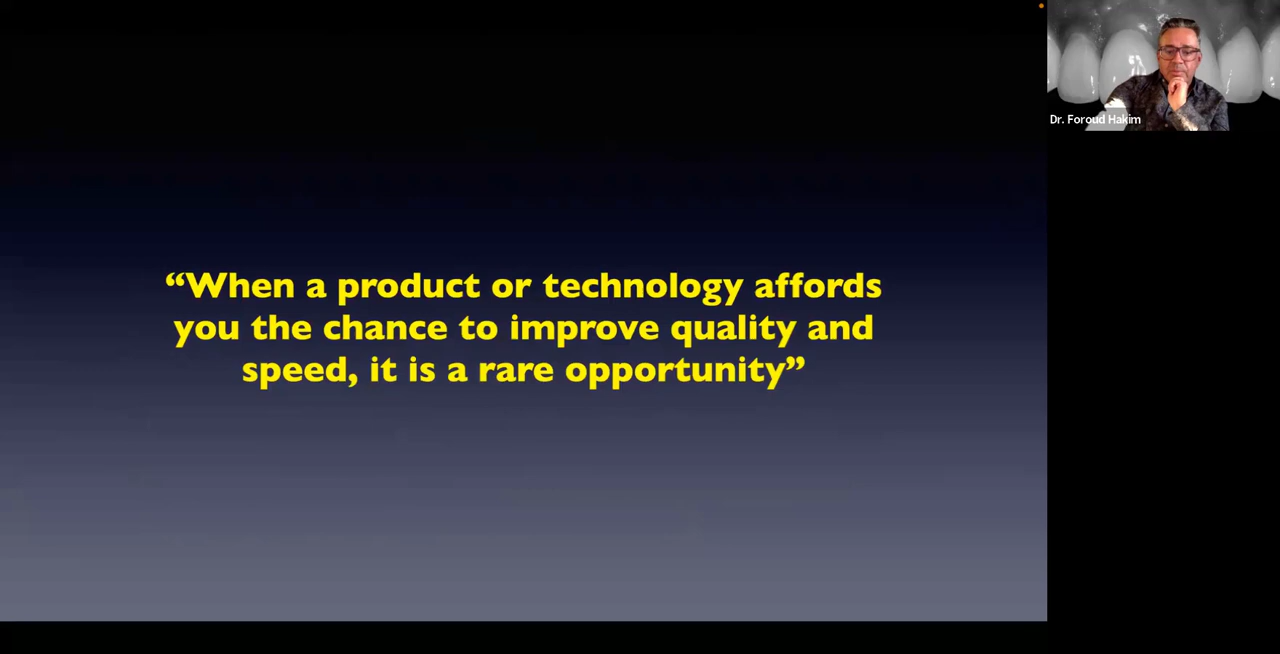 “When a product or technology affords
you the chance to improve quality and
speed, it is a rare opportunity”
Dr. Foroud Hakim